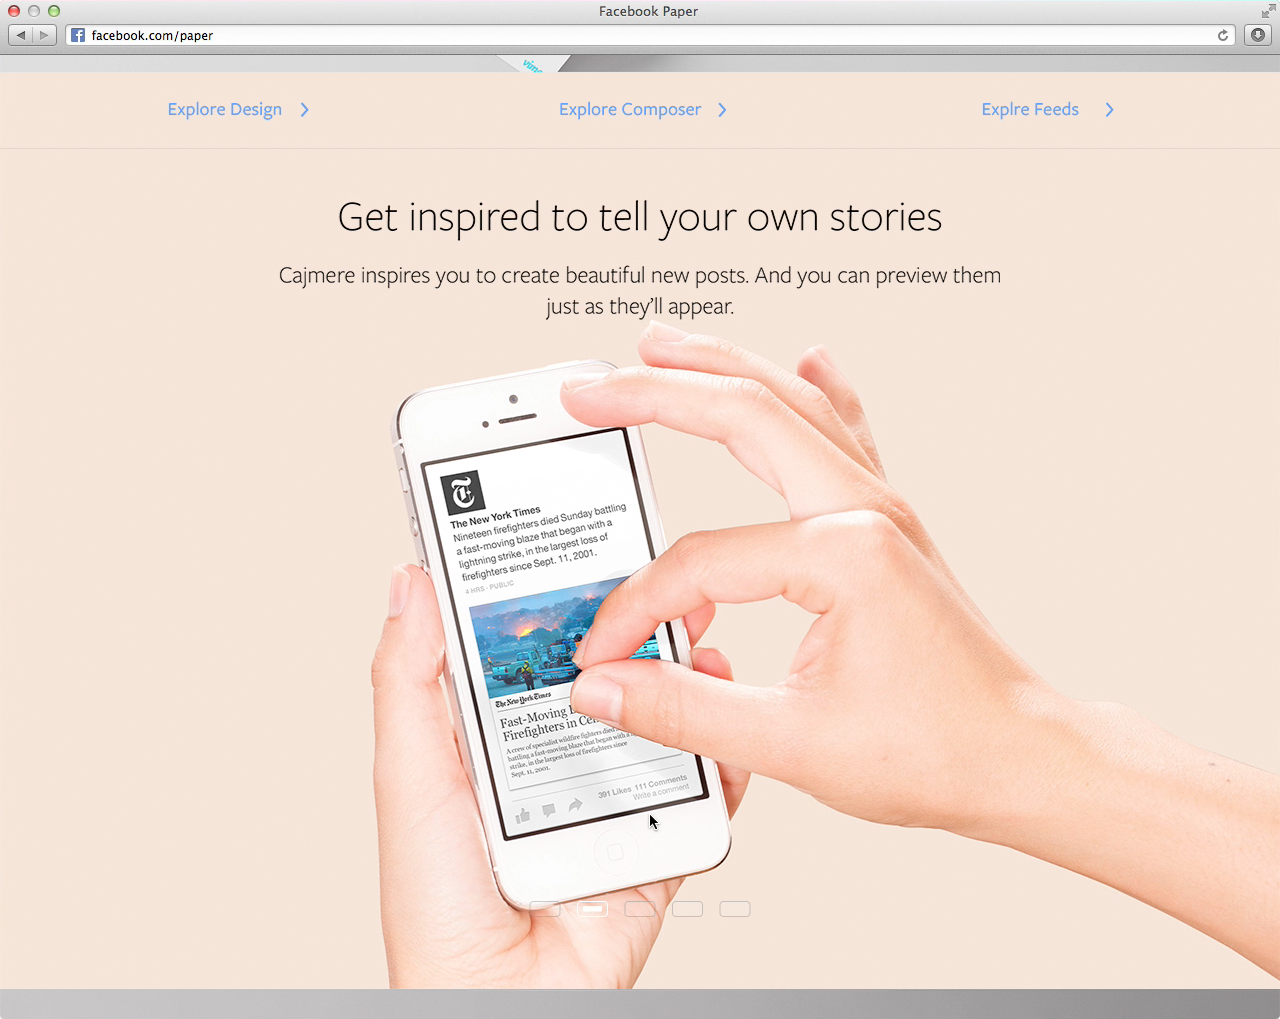 Facebook Paper
facebook.com/paper
Explore Design
Explore Composer
Explre Feeds
Get inspired to tell your own stories
Cajmere inspires you to create beautiful new posts. And you can preview them
just as they'll appear.
The New York Times
Nineteen firefighters died Sunday battling
a fast-moving blaze that began with a
lightning strike, in the largest loss of
firefighters since Sept. 11, 2001.
4 HRS · PUBLIC
The New York Times
Fast-Moving
Firefighters in
A crew of specialist wildfire fighters died
battling a fast-moving blaze that began with a
strike, in the largest loss of firefighters since
Sept. 11, 2001.
391 Likes 111 Comments
Write a comment